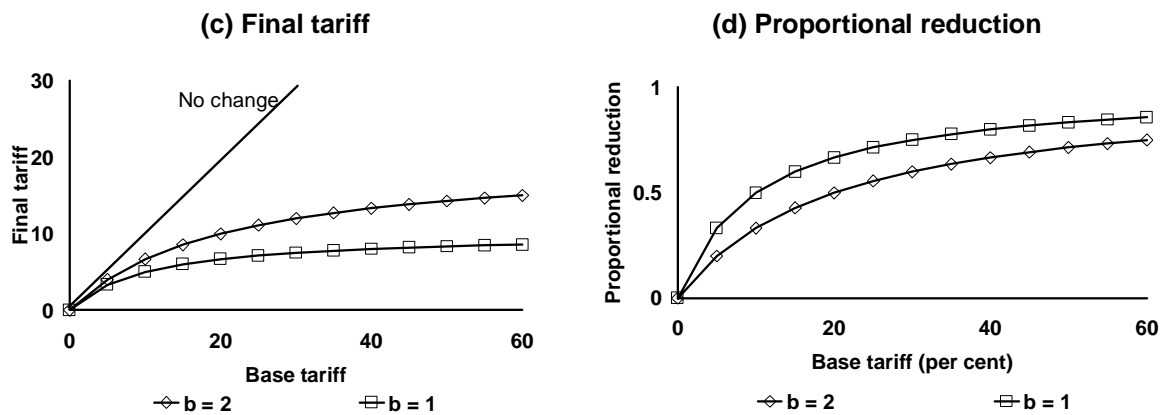 (c) Final tariff
30
20
10
0
Final tariff
No change
0 20 40 60
Base tariff
b = 2 b = 1
(d) Proportional reduction
1
0.5
0
Proportional reduction
0 20 40 60
Base tariff (per cent)
b = 2 b = 1